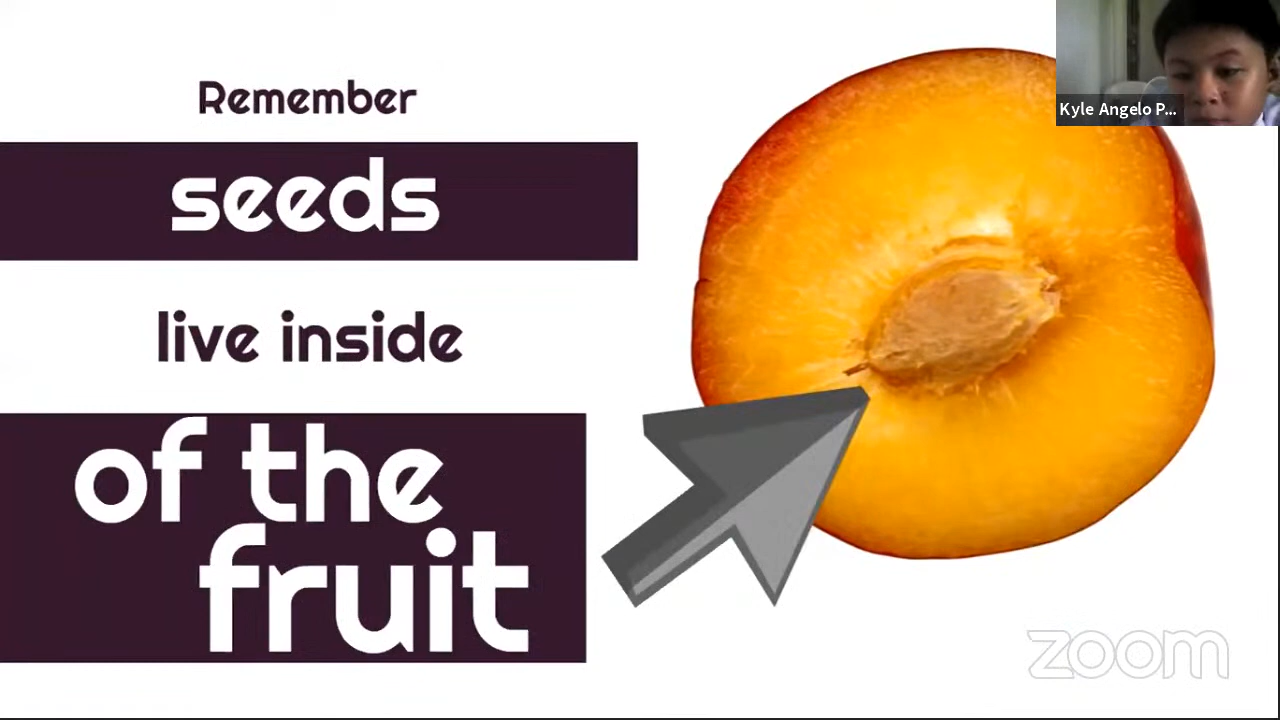 Remember
seeds
live inside
of the
fruit
Kyle Angelo P...
zoom